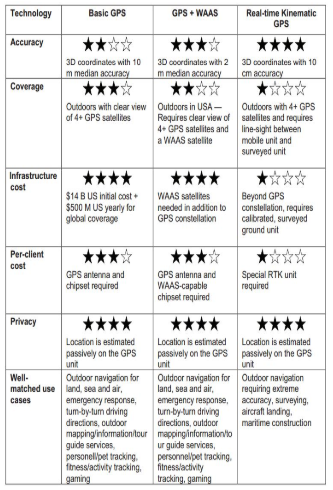 Technology Basic GPS GPS + WAAS Real-time Kinematic
GPS
Accuracy ★★☆☆ ★★★☆ ★★★★
3D coordinates with 10 3D coordinates with 2 3D coordinates with 10
m median accuracy m median accuracy cm accuracy
Coverage ★★★☆ ★★☆☆ ★☆☆☆
Outdoors with clear view Outdoors in USA — Outdoors with 4+ GPS
of 4+ GPS satellites Requires clear view of satellites and requires
4+ GPS satellites and line-sight between
a WAAS satellite mobile unit and
surveyed unit
Infrastructure ★★★★ ★★★★ ★☆☆☆
cost
$14 B US initial cost + WAAS satellites Beyond GPS
$500 M US yearly for needed in addition to constellation, requires
global coverage GPS constellation calibrated, surveyed
ground unit
Per-client ★★★☆ ★★★☆ ★☆☆☆
cost
GPS antenna and GPS antenna and Special RTK unit
chipset required WAAS-capable required
chipset required
Privacy ★★★★ ★★★★ ★★★★
Location is estimated Location is estimated Location is estimated
passively on the GPS passively on the GPS passively on the GPS
unit unit unit
Well- Outdoor navigation for Outdoor navigation for Outdoor navigation
matched use land, sea and air, land, sea and air, requiring extreme
cases emergency response, emergency response, accuracy, surveying,
turn-by-turn driving turn-by-turn driving aircraft landing,
directions, outdoor directions, outdoor maritime construction
mapping/information/tour mapping/information/to
guide services, ur guide services,
personell/pet tracking, personnel/pet tracking,
fitness/activity tracking, fitness/activity
gaming tracking, gaming